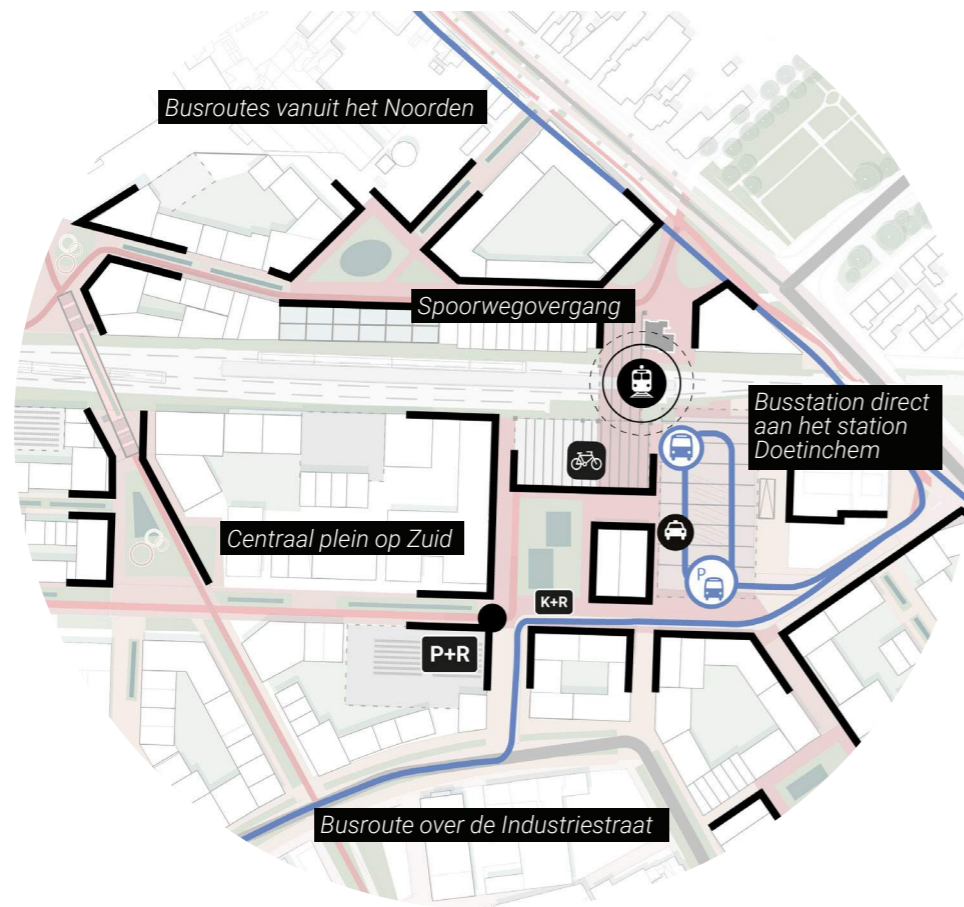 Busroutes vanuit het Noorden
Spoorwegovergang
Busstation direct
aan het station
Doetinchem
Centraal plein op Zuid
P
K+R
P+R
Busroute over de Industriestraat